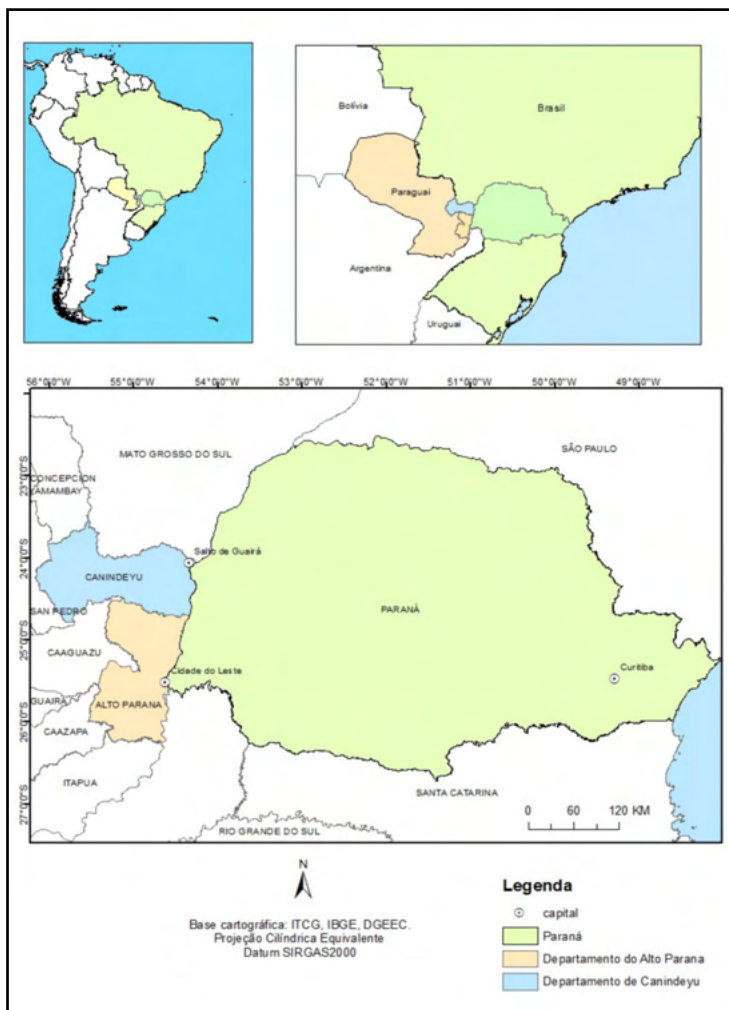 Bolívia
Brasil
Paraguai
Argentina
Uruguai
56°0'0"W 55°0'0"W 54°0'0"W 53°0'0"W 52°0'0"W 51°0'0"W 50°0'0"W 49°0'0"W
MATO GROSSO DO SUL
SÃO PAULO
CONCEPCION
AMAMBAY
23°0'0"S
Salto de Guairá
24°0'0"S
CANINDEYU
SAN PEDRO
PARANÁ
25°0'0"S
CAAGUAZU
Cidade do Leste
Curitiba
GUAIRA
ALTO PARANA
26°0'0"S
CAAZAPA
ITAPUA
SANTA CATARINA
27°0'0"S
0 60 120 KM
RIO GRANDE DO SUL
N
Base cartográfica: ITCG, IBGE, DGEEC.
Projeção Cilíndrica Equivalente
Datum SIRGAS2000
Legenda
capital
Paraná
Departamento do Alto Parana
Departamento de Canindeyu